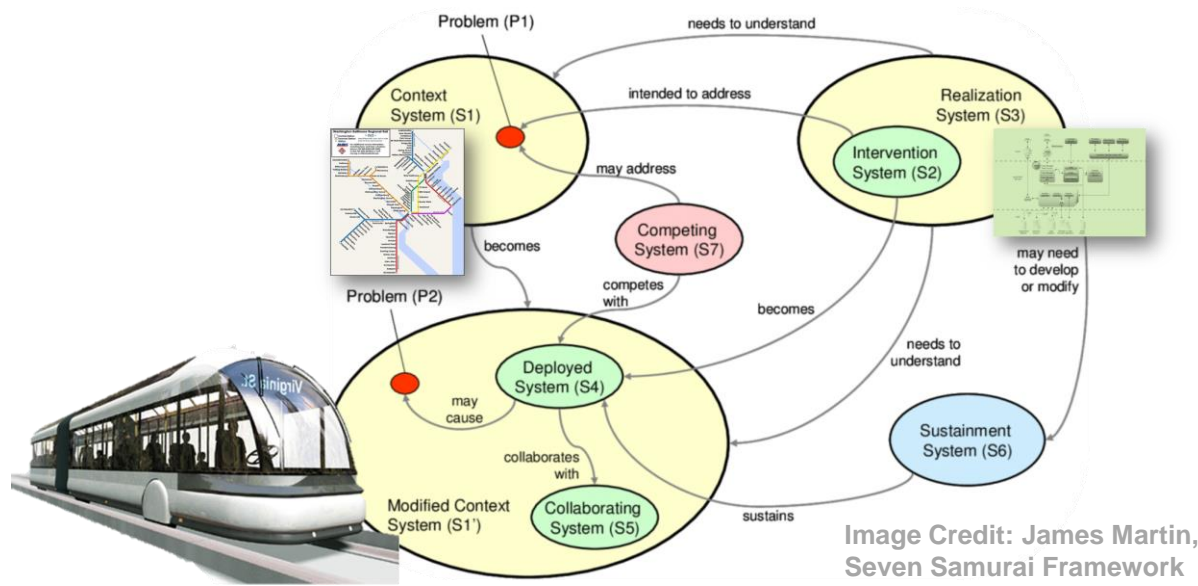 Problem (P1)
needs to understand
Context
System (S1)
intended to address
Realization
System (S3)
Intervention
System (S2)
may address
Competing
System (S7)
becomes
competes
with
may need
to develop
or modify
Problem (P2)
becomes
needs to
understand
Deployed
System (S4)
may
cause
Sustainment
System (S6)
collaborates
with
Modified Context
System (S1')
Collaborating
System (S5)
sustains
Virginia St.
Image Credit: James Martin,
Seven Samurai Framework